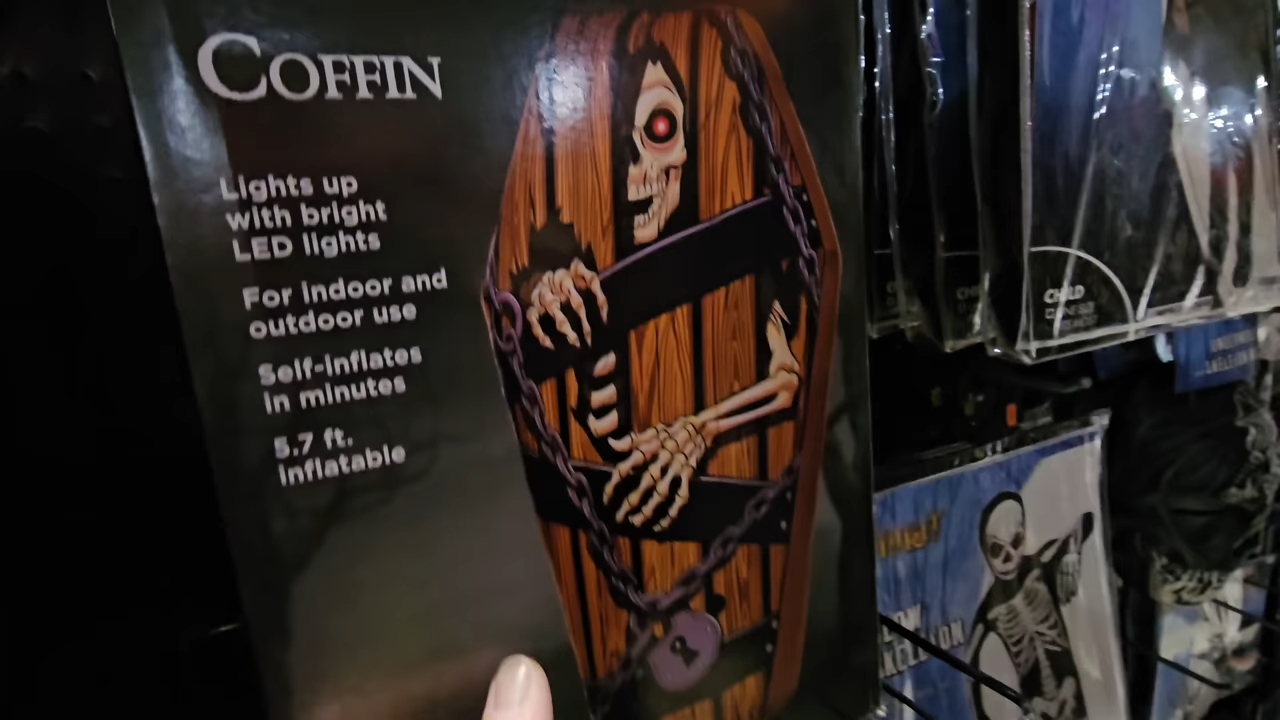 COFFIN
Lights up
with bright
LED lights
For indoor and
outdoor use
Self-inflates
in minutes
5.7 ft.
inflatable
CHILD
SKELETON